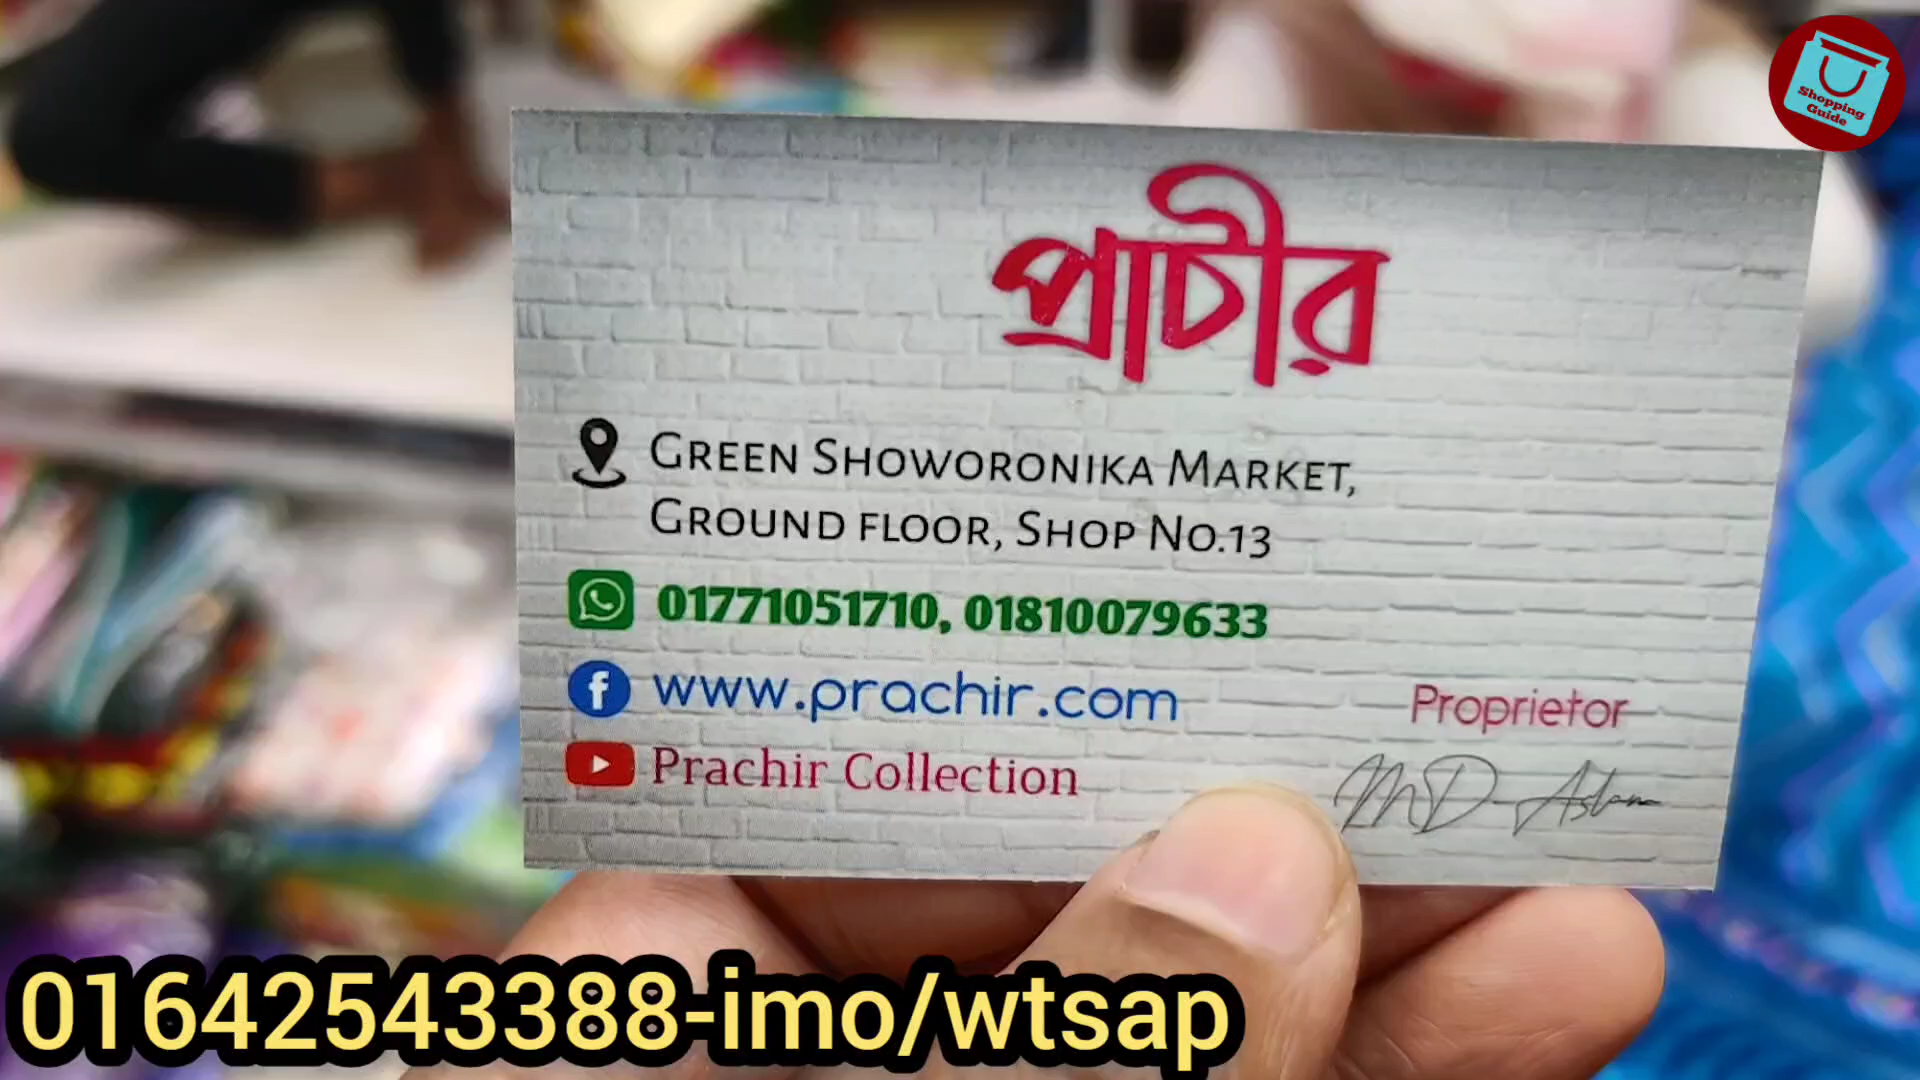 Shopping
Guide
প্রাচীর
GREEN SHOWORONIKA MARKET,
GROUND FLOOR, SHOP NO.13
01771051710, 01810079633
www.prachir.com
Prachir Collection
Proprietor
MD Aslam
01642543388-imo/wtsap